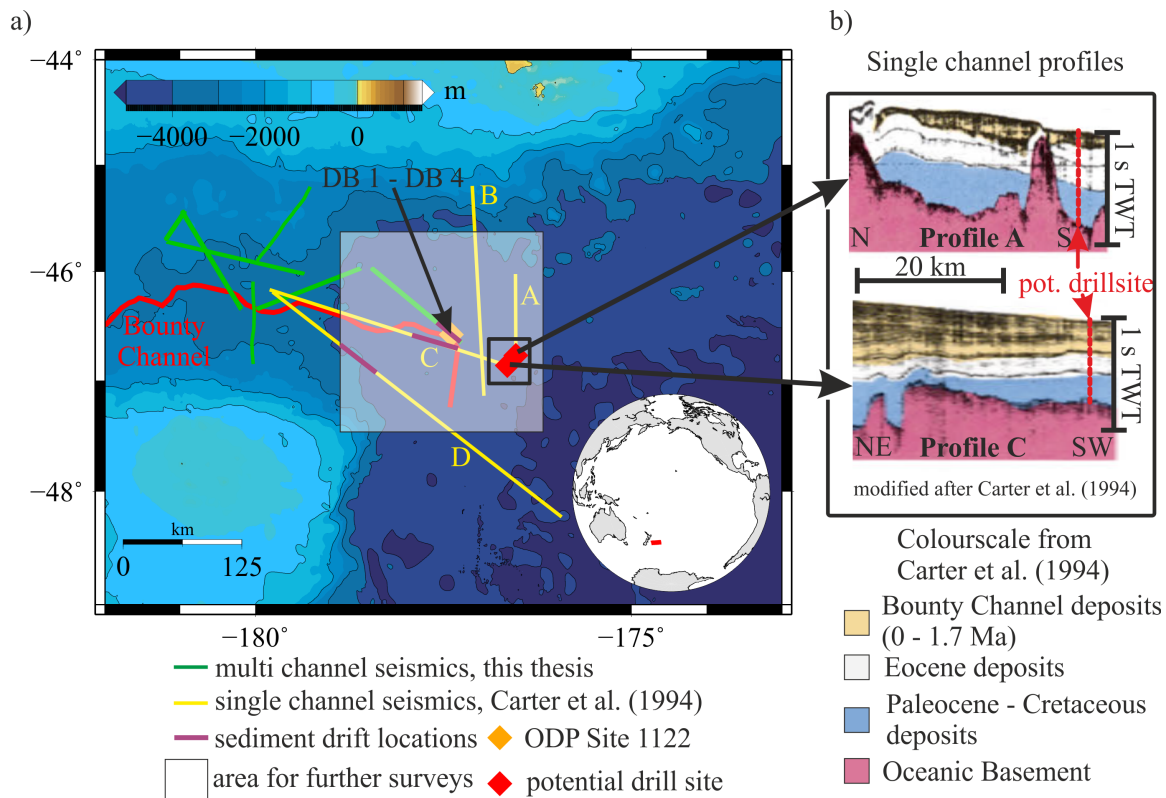 a)
b)
−44°
−46°
−48°
−180°
−175°
m
−4000
−2000
0
DB 1 - DB 4
B
A
C
D
Bounty
Channel
km
0
125
multi channel seismics, this thesis
single channel seismics, Carter et al. (1994)
sediment drift locations
ODP Site 1122
area for further surveys
potential drill site
Single channel profiles
N
Profile A
S
1 s TWT
20 km
pot. drillsite
NE
Profile C
SW
1 s TWT
modified after Carter et al. (1994)
Colourscale from
Carter et al. (1994)
Bounty Channel deposits
(0 - 1.7 Ma)
Eocene deposits
Paleocene - Cretaceous
deposits
Oceanic Basement